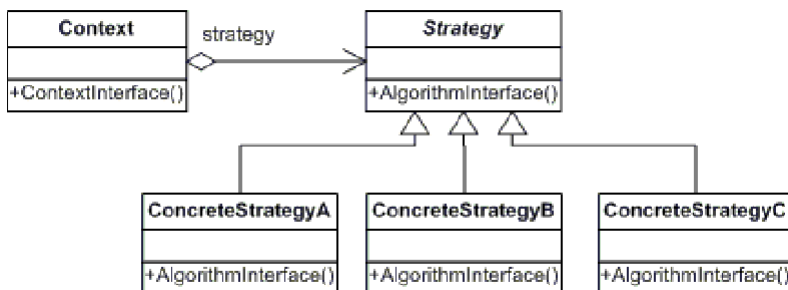 Context
strategy
Strategy
+ContextInterface()
+AlgorithmInterface()
ConcreteStrategyA
ConcreteStrategyB
ConcreteStrategyC
+AlgorithmInterface()
+AlgorithmInterface()
+AlgorithmInterface()